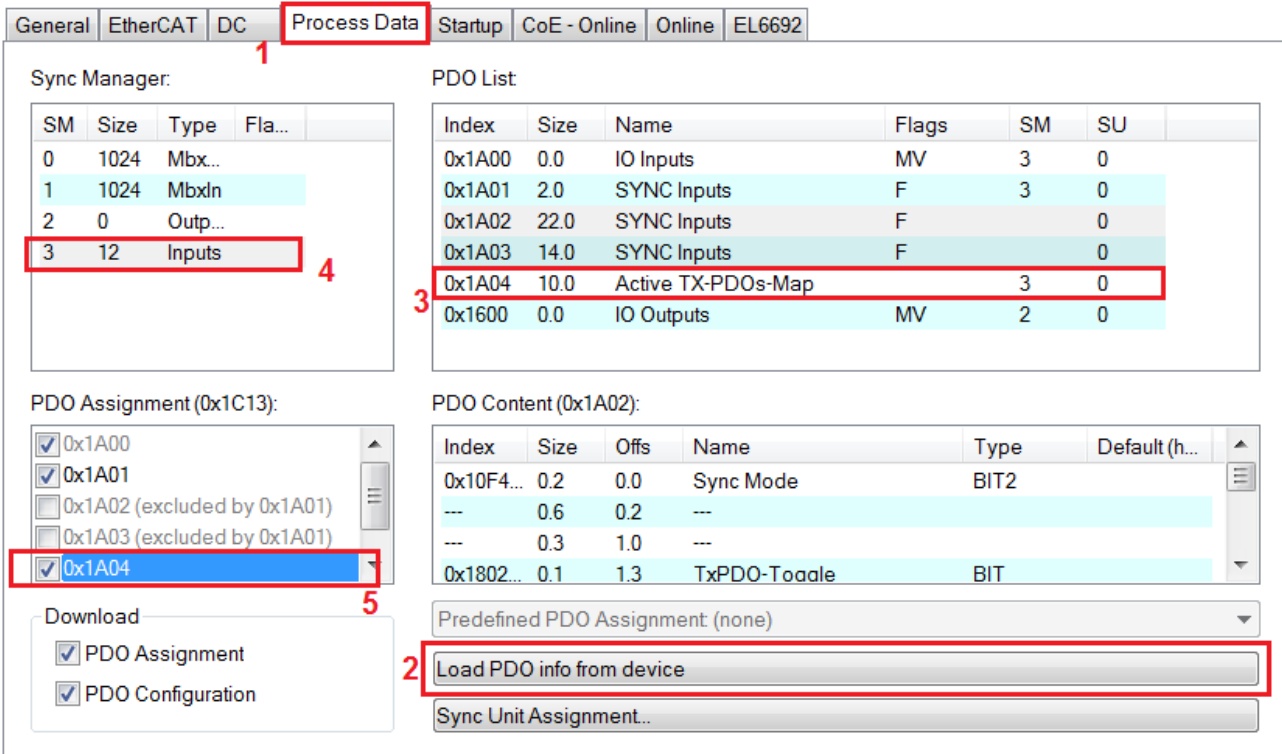 General EtherCAT DC Process Data Startup CoE - Online Online EL6692
1
Sync Manager:
SM Size Type Fla...
0 1024 Mbx...
1 1024 MbxIn
2 0 Outp...
3 12 Inputs
4
PDO List:
Index Size Name Flags SM SU
0x1A00 0.0 IO Inputs MV 3 0
0x1A01 2.0 SYNC Inputs F 3 0
0x1A02 22.0 SYNC Inputs F 0
0x1A03 14.0 SYNC Inputs F 0
0x1A04 10.0 Active TX-PDOs-Map 3 0
3
0x1600 0.0 IO Outputs MV 2 0
PDO Assignment (0x1C13):
0x1A00
0x1A01
0x1A02 (excluded by 0x1A01)
0x1A03 (excluded by 0x1A01)
0x1A04
5
PDO Content (0x1A02):
Index Size Offs Name Type Default (h...
0x10F4... 0.2 0.0 Sync Mode BIT2
--- 0.6 0.2 ---
--- 0.3 1.0 ---
0x1802... 0.1 1.3 TxPDO-Toggle BIT
Download
PDO Assignment
PDO Configuration
Predefined PDO Assignment: (none)
2
Load PDO info from device
Sync Unit Assignment...